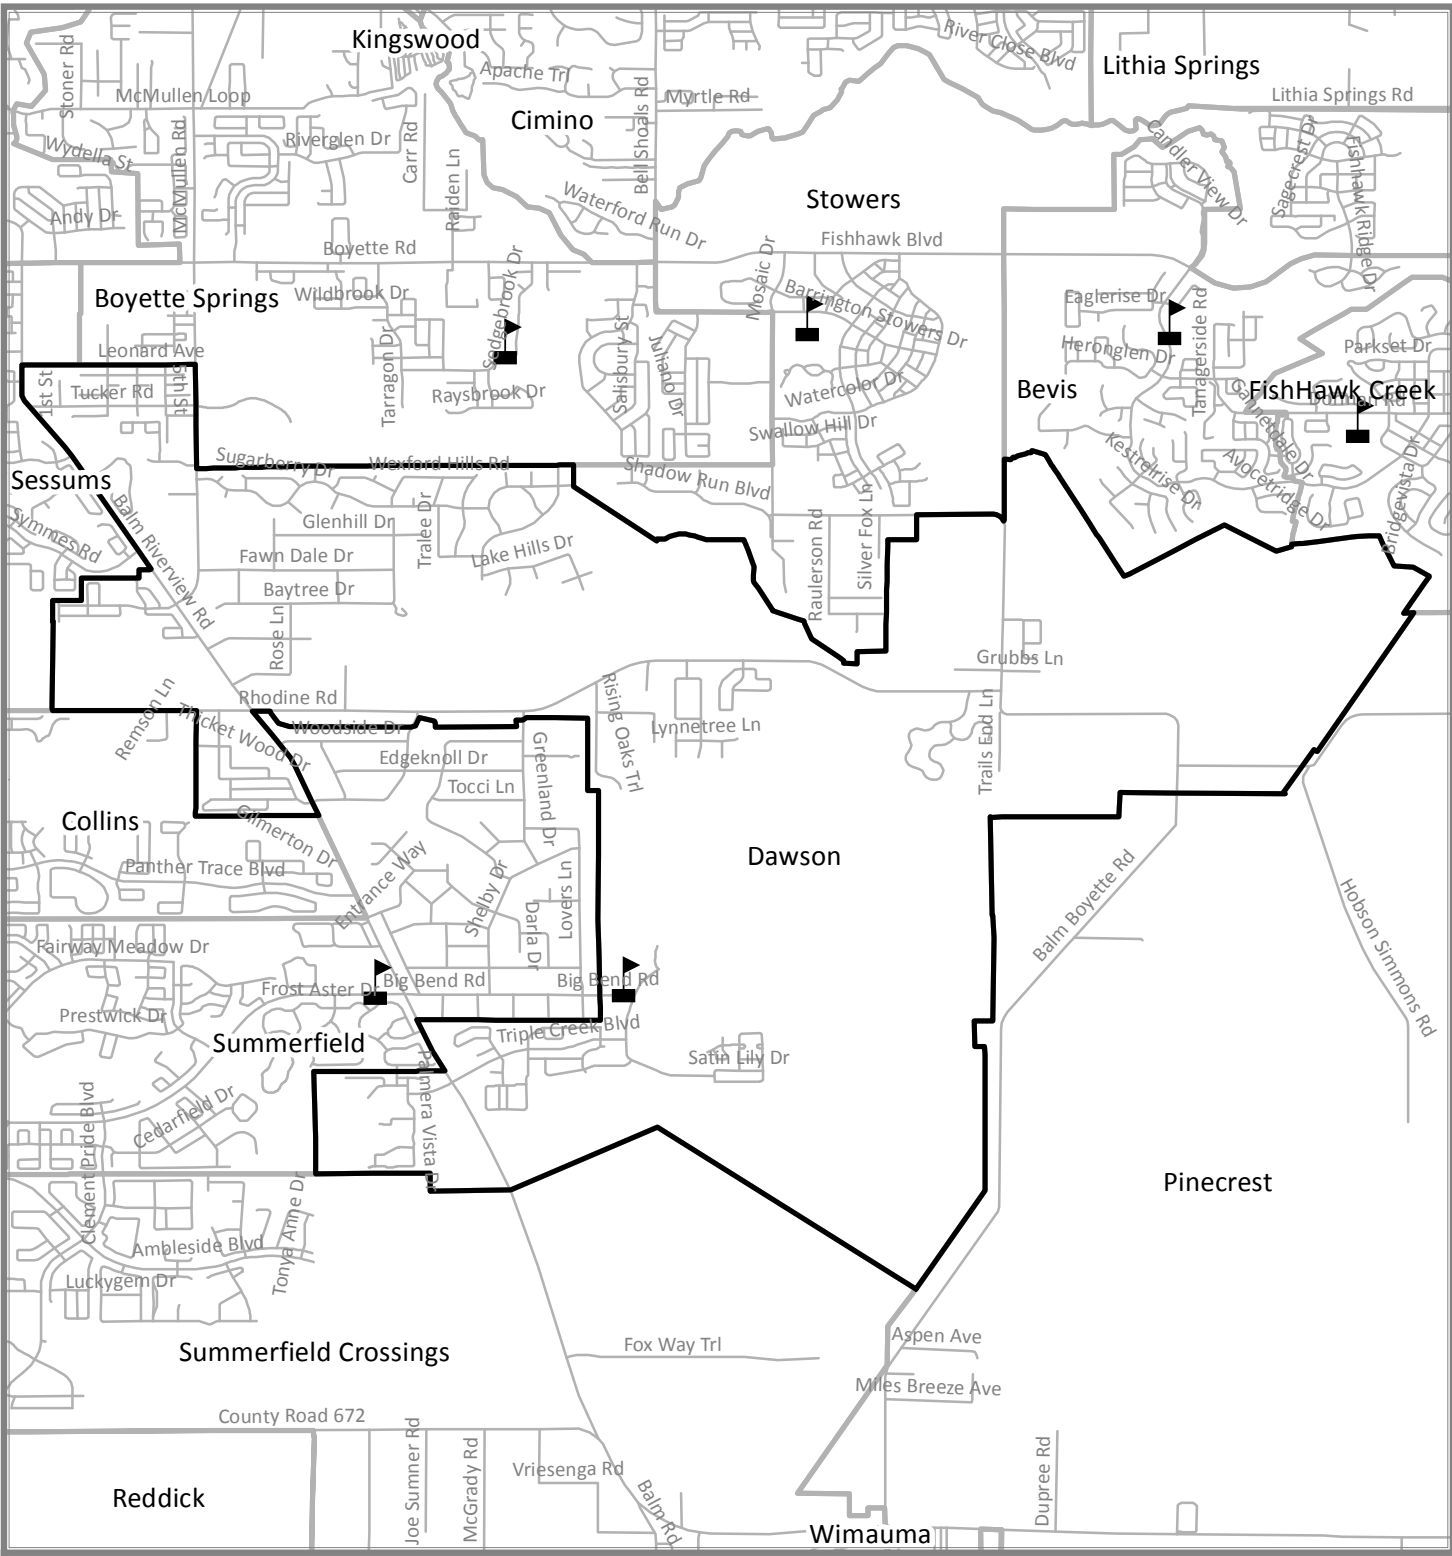 Kingswood
River Close Blvd
Lithia Springs
Stoner Rd
Apache Trl
McMullen Loop
Myrtle Rd
Lithia Springs Rd
Cimino
Bell Shoals Rd
Wydella St
McMullen Rd
Riverglen Dr
Carr Rd
Raiden Ln
Candler View Dr
Sagecrest Dr
Fishhawk Ridge Dr
Andy Dr
Waterford Run Dr
Stowers
Boyette Rd
Fishhawk Blvd
Boyette Springs
Wildbrook Dr
Sedgebrook Dr
Mosaic Dr
Barrington Stowers Dr
Eaglerise Dr
Tanagerside Rd
Leonard Ave
Tarragon Dr
Salisbury St
Juliano Dr
Heronglen Dr
Parkset Dr
1st St
Tucker Rd
5th St
Raysbrook Dr
Watercolor Dr
Bevis
FishHawk Creek
Gannetdale Dr
Swallow Hill Dr
Kestrelrise Dr
Avocetridge Dr
Bridgevista Dr
Sessums
Sugarberry Dr
Wexford Hills Rd
Shadow Run Blvd
Symmes Rd
Balm Riverview Rd
Glenhill Dr
Tralee Dr
Lake Hills Dr
Raulerson Rd
Silver Fox Ln
Fawn Dale Dr
Baytree Dr
Rose Ln
Grubbs Ln
Remson Ln
Rhodine Rd
Thicket Wood Dr
Woodside Dr
Rising Oaks Trl
Lynnetree Ln
Trails End Ln
Edgeknoll Dr
Greenland Dr
Tocci Ln
Collins
Gilmerton Dr
Dawson
Panther Trace Blvd
Entrance Way
Shelby Dr
Darla Dr
Lovers Ln
Balm Boyette Rd
Hobson Simmons Rd
Fairway Meadow Dr
Frost Aster Dr
Big Bend Rd
Big Bend Rd
Prestwick Dr
Summerfield
Triple Creek Blvd
Satin Lily Dr
Palmera Vista Dr
Cedarfield Dr
Clement Pride Blvd
Pinecrest
Tonya Anne Dr
Ambleside Blvd
Luckygem Dr
Summerfield Crossings
Fox Way Trl
Aspen Ave
Miles Breeze Ave
County Road 672
Joe Sumner Rd
McGrady Rd
Vriesenga Rd
Balm Rd
Dupree Rd
Reddick
Wimauma